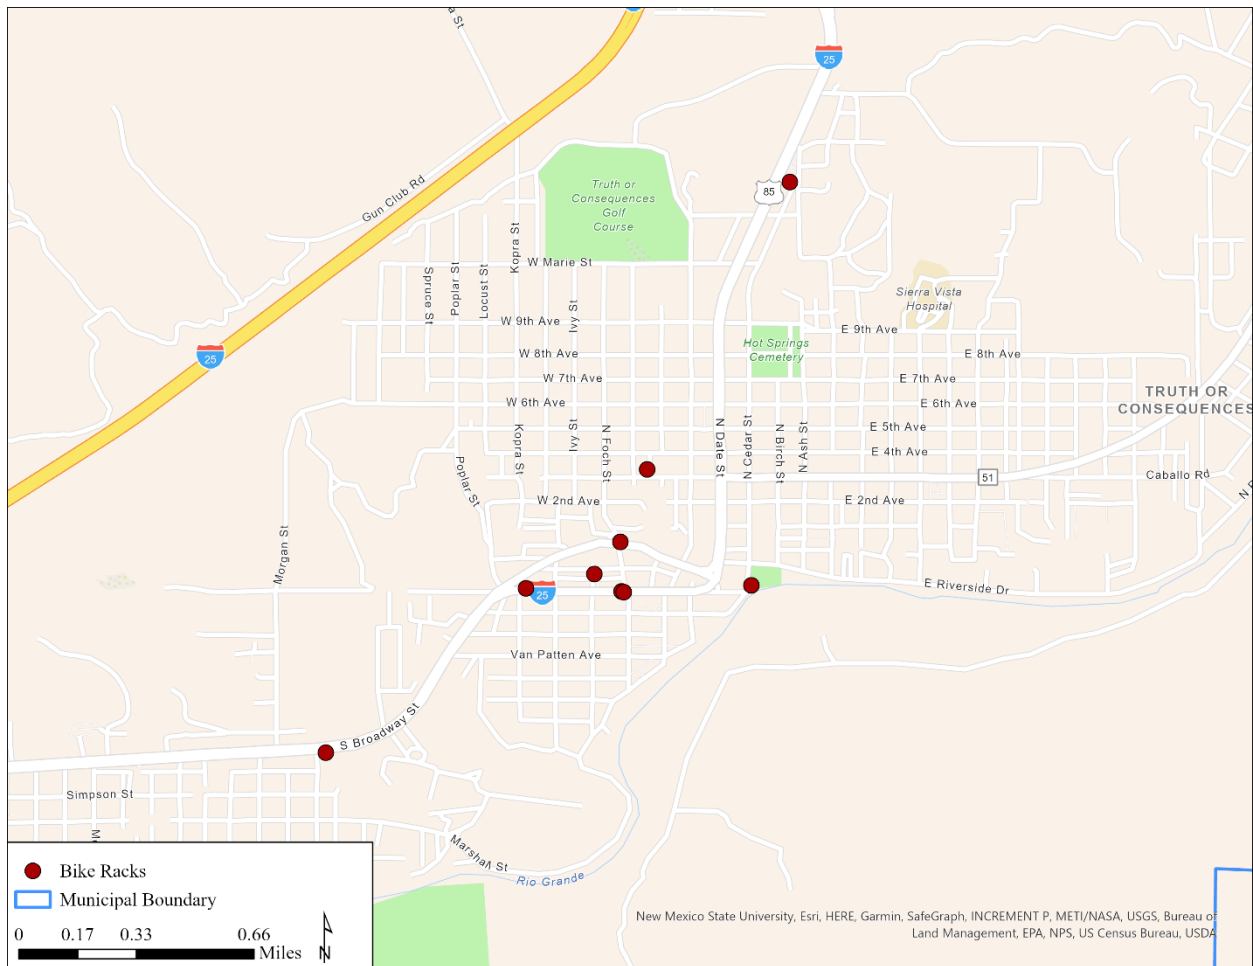 a St
25
Gun Club Rd
85
Truth or
Consequences
Golf
Course
Kopra St
W Marie St
Spruce St
Poplar St
Locust St
Ivy St
Sierra Vista
Hospital
W 9th Ave
E 9th Ave
25
Hot Springs
Cemetery
W 8th Ave
E 8th Ave
W 7th Ave
E 7th Ave
TRUTH OR
CONSEQUENCES
W 6th Ave
E 6th Ave
Kopra St
Ivy St
N Foch St
N Date St
N Cedar St
N Birch St
N Ash St
E 5th Ave
E 4th Ave
Poplar St
51
Caballo Rd
W 2nd Ave
E 2nd Ave
Morgan St
25
E Riverside Dr
Van Patten Ave
S Broadway St
Simpson St
Marshall St
Rio Grande
Bike Racks
Municipal Boundary
0 0.17 0.33 0.66
Miles
N
New Mexico State University, Esri, HERE, Garmin, SafeGraph, INCREMENT P, METI/NASA, USGS, Bureau of
Land Management, EPA, NPS, US Census Bureau, USDA